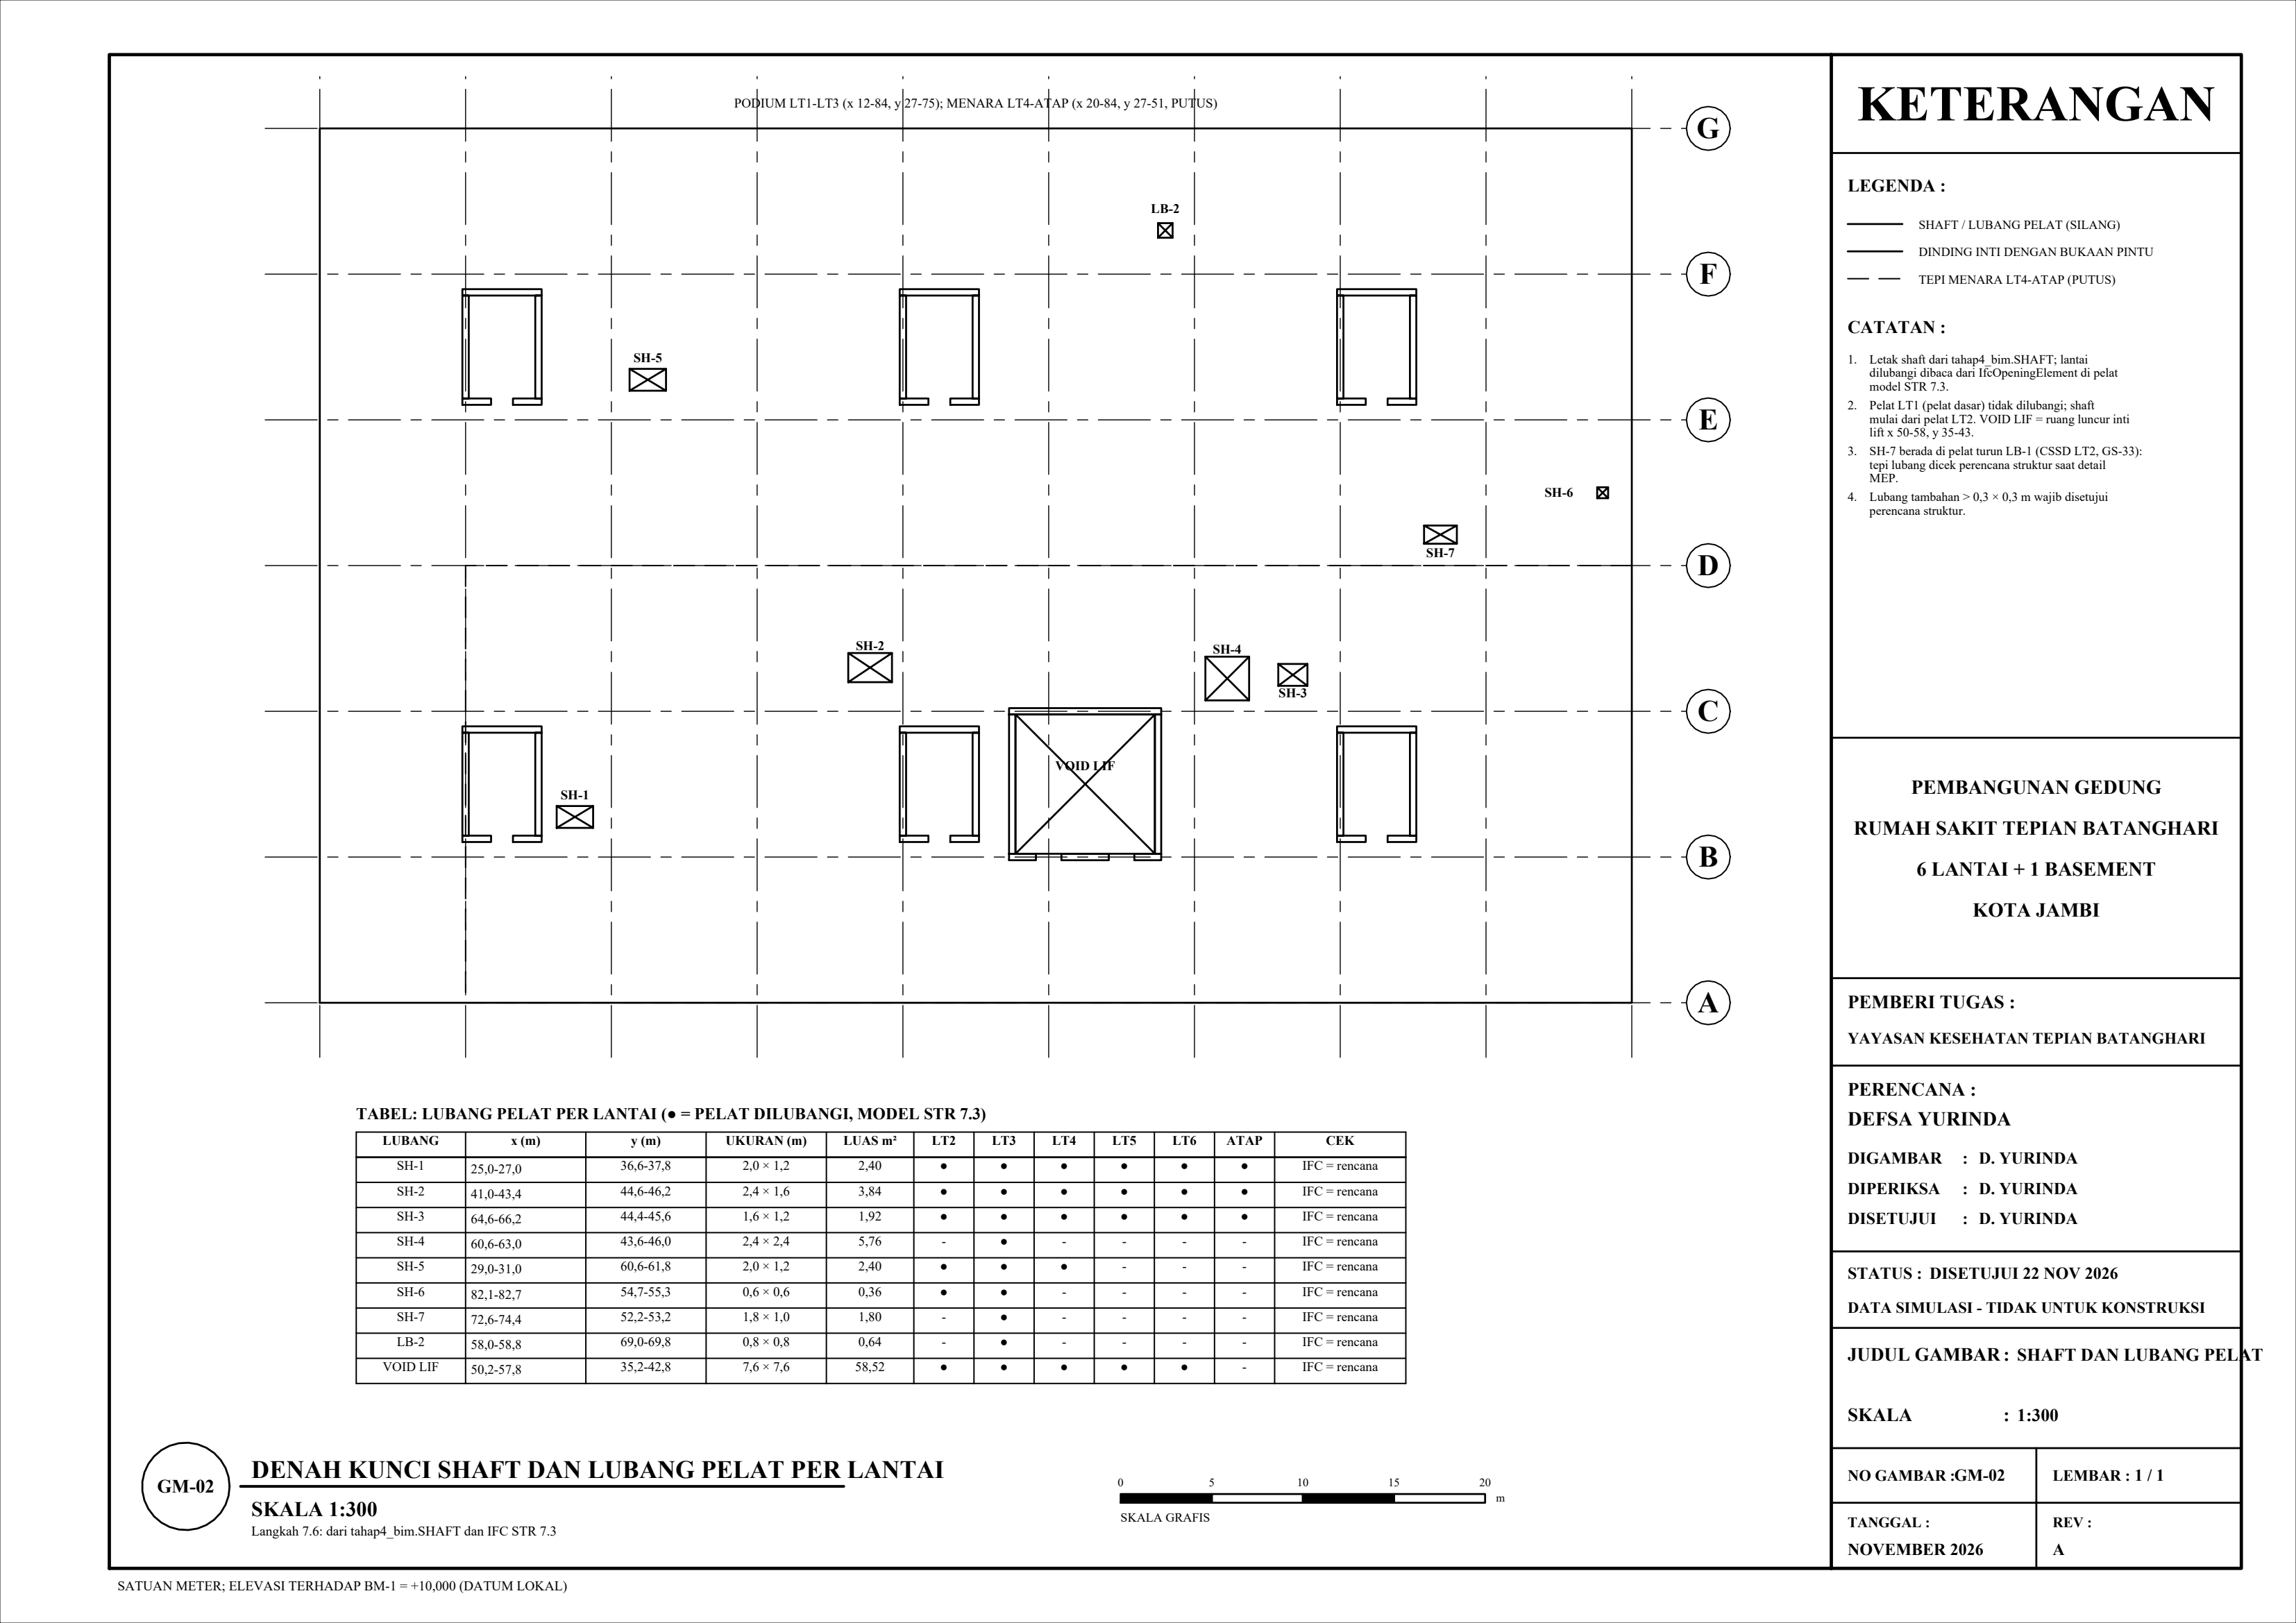 PODIUM LT1-LT3 (x 12-84, y 27-75); MENARA LT4-ATAP (x 20-84, y 27-51, PUTUS)
G
LB-2
F
SH-5
E
SH-6
SH-7
D
SH-2
SH-4
SH-3
C
VOID LIF
SH-1
B
A
TABEL: LUBANG PELAT PER LANTAI (● = PELAT DILUBANGI, MODEL STR 7.3)
LUBANG x (m) y (m) UKURAN (m) LUAS m² LT2 LT3 LT4 LT5 LT6 ATAP CEK
SH-1 25,0-27,0 36,6-37,8 2,0 × 1,2 2,40 ● ● ● ● ● ● IFC = rencana
SH-2 41,0-43,4 44,6-46,2 2,4 × 1,6 3,84 ● ● ● ● ● ● IFC = rencana
SH-3 64,6-66,2 44,4-45,6 1,6 × 1,2 1,92 ● ● ● ● ● ● IFC = rencana
SH-4 60,6-63,0 43,6-46,0 2,4 × 2,4 5,76 - ● - - - - IFC = rencana
SH-5 29,0-31,0 60,6-61,8 2,0 × 1,2 2,40 ● ● ● - - - IFC = rencana
SH-6 82,1-82,7 54,7-55,3 0,6 × 0,6 0,36 ● ● - - - - IFC = rencana
SH-7 72,6-74,4 52,2-53,2 1,8 × 1,0 1,80 - ● - - - - IFC = rencana
LB-2 58,0-58,8 69,0-69,8 0,8 × 0,8 0,64 - ● - - - - IFC = rencana
VOID LIF 50,2-57,8 35,2-42,8 7,6 × 7,6 58,52 ● ● ● ● ● - IFC = rencana
GM-02
DENAH KUNCI SHAFT DAN LUBANG PELAT PER LANTAI
SKALA 1:300
Langkah 7.6: dari tahap4_bim.SHAFT dan IFC STR 7.3
0 5 10 15 20
m
SKALA GRAFIS
SATUAN METER; ELEVASI TERHADAP BM-1 = +10,000 (DATUM LOKAL)
KETERANGAN
LEGENDA :
SHAFT / LUBANG PELAT (SILANG)
DINDING INTI DENGAN BUKAAN PINTU
TEPI MENARA LT4-ATAP (PUTUS)
CATATAN :
1. Letak shaft dari tahap4_bim.SHAFT; lantai
dilubangi dibaca dari IfcOpeningElement di pelat
model STR 7.3.
2. Pelat LT1 (pelat dasar) tidak dilubangi; shaft
mulai dari pelat LT2. VOID LIF = ruang luncur inti
lift x 50-58, y 35-43.
3. SH-7 berada di pelat turun LB-1 (CSSD LT2, GS-33):
tepi lubang dicek perencana struktur saat detail
MEP.
4. Lubang tambahan > 0,3 × 0,3 m wajib disetujui
perencana struktur.
PEMBANGUNAN GEDUNG
RUMAH SAKIT TEPIAN BATANGHARI
6 LANTAI + 1 BASEMENT
KOTA JAMBI
PEMBERI TUGAS :
YAYASAN KESEHATAN TEPIAN BATANGHARI
PERENCANA :
DEFSA YURINDA
DIGAMBAR : D. YURINDA
DIPERIKSA : D. YURINDA
DISETUJUI : D. YURINDA
STATUS : DISETUJUI 22 NOV 2026
DATA SIMULASI - TIDAK UNTUK KONSTRUKSI
JUDUL GAMBAR : SHAFT DAN LUBANG PELAT
SKALA : 1:300
NO GAMBAR :GM-02 LEMBAR : 1 / 1
TANGGAL : REV :
NOVEMBER 2026 A